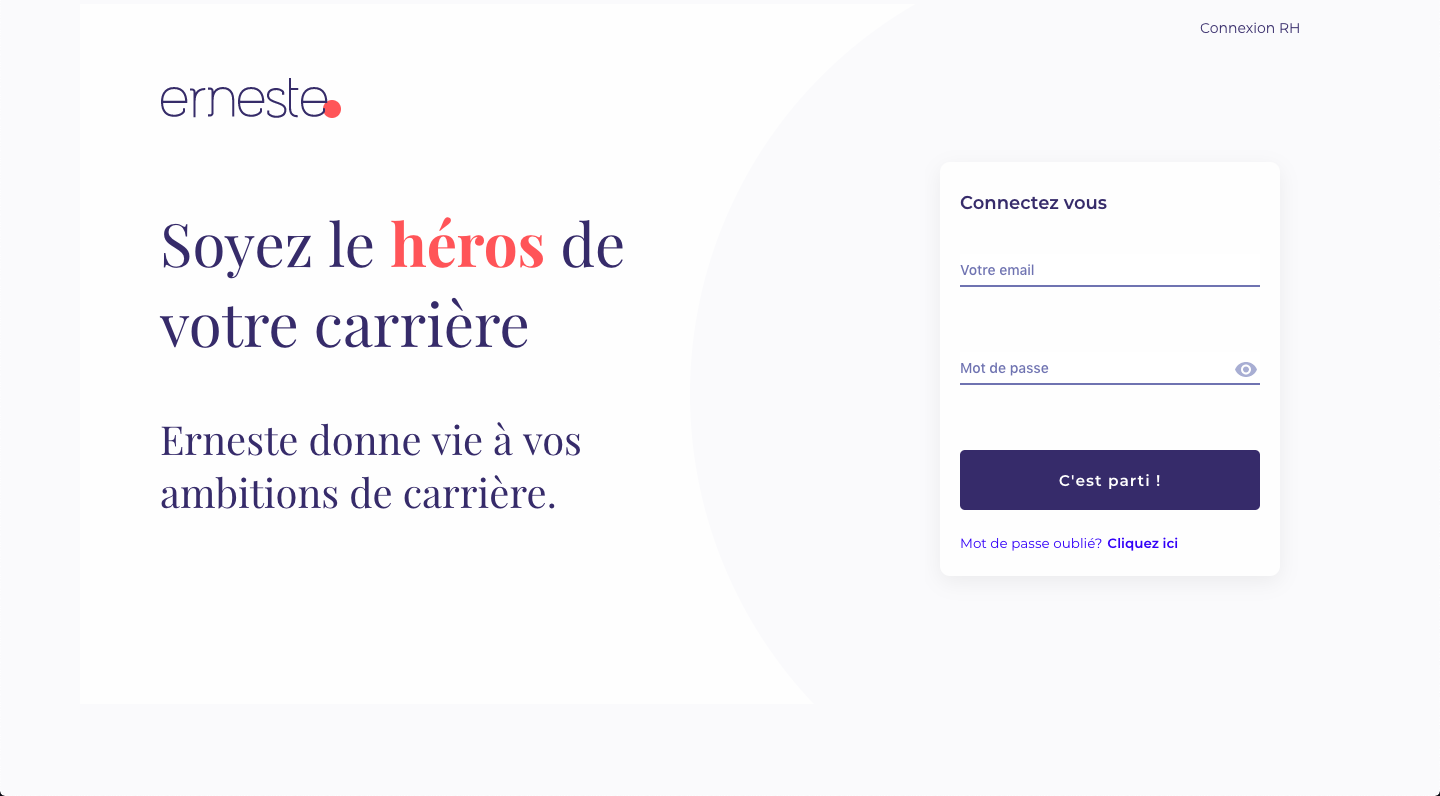 Connexion RH
erneste
Soyez le héros de
votre carrière
Erneste donne vie à vos
ambitions de carrière.
Connectez vous
Votre email
Mot de passe
C'est parti !
Mot de passe oublié? Cliquez ici